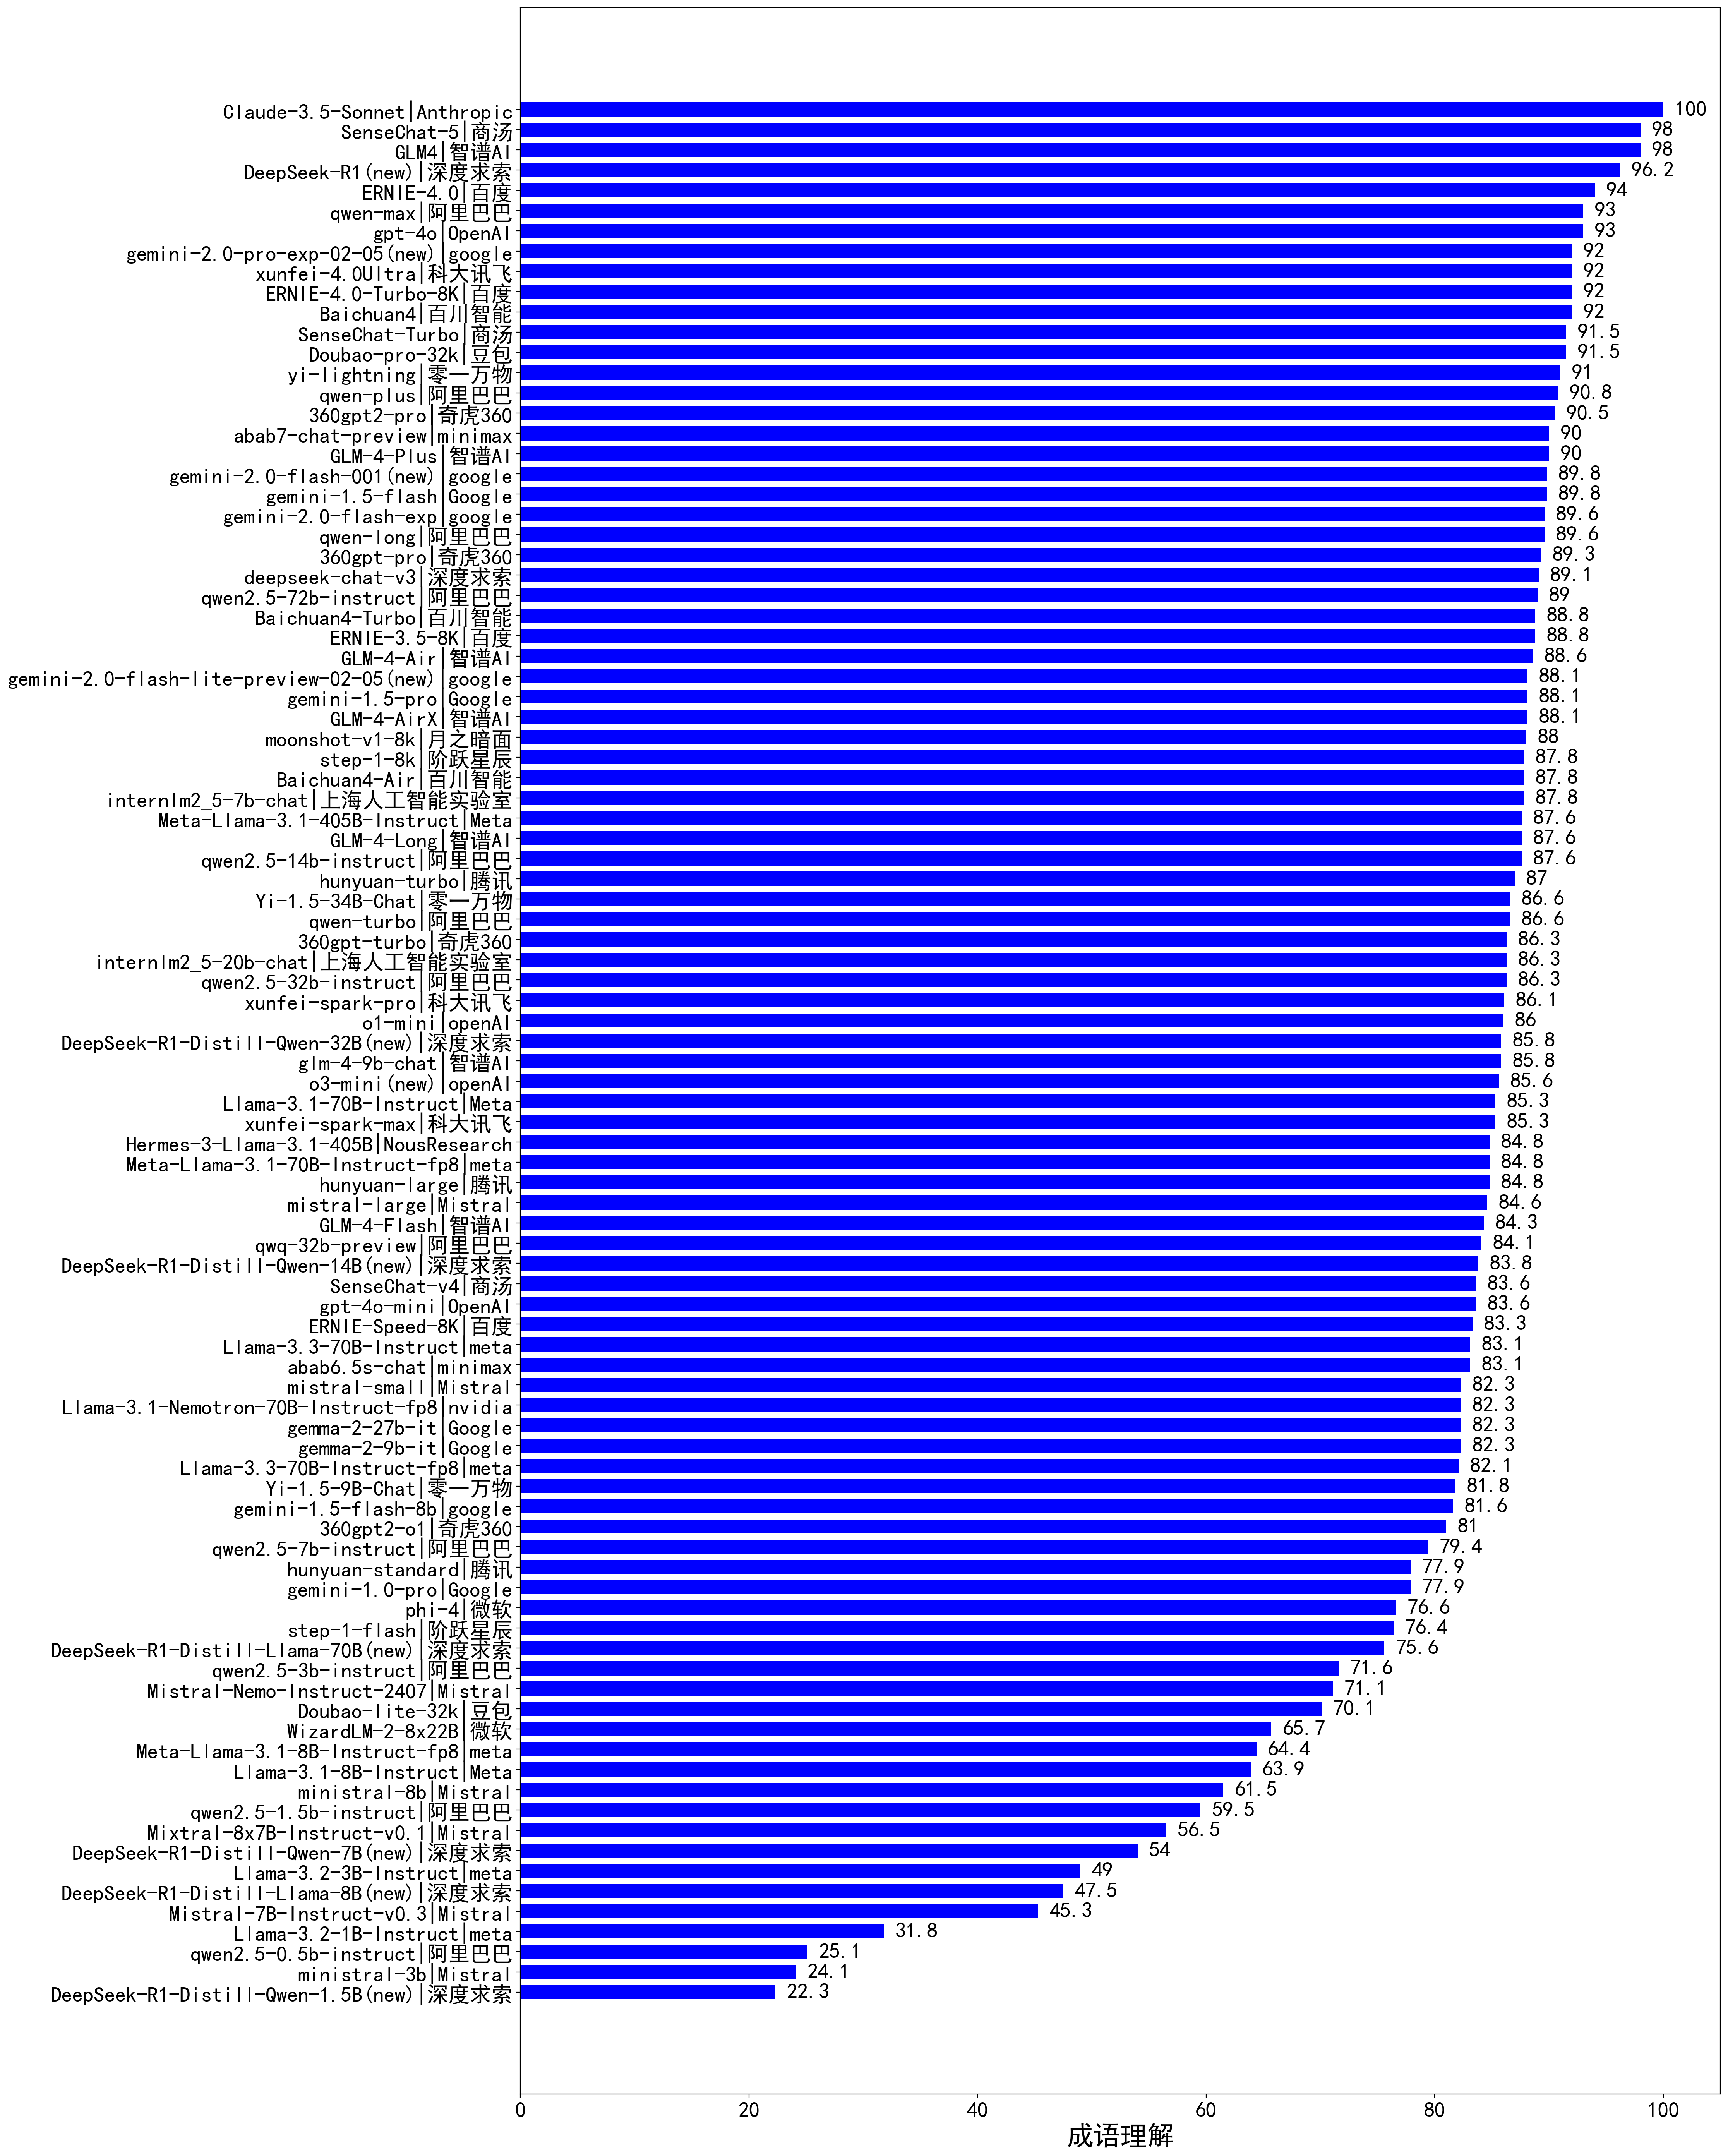 Claude-3.5-Sonnet|Anthropic 100
SenseChat-5|商汤 98
GLM4|智谱AI 98
DeepSeek-R1(new)|深度求索 96.2
ERNIE-4.0|百度 94
qwen-max|阿里巴巴 93
gpt-4o|OpenAI 93
gemini-2.0-pro-exp-02-05(new)|google 92
xunfei-4.0Ultra|科大讯飞 92
ERNIE-4.0-Turbo-8K|百度 92
Baichuan4|百川智能 92
SenseChat-Turbo|商汤 91.5
Doubao-pro-32k|豆包 91.5
yi-lightning|零一万物 91
qwen-plus|阿里巴巴 90.8
360gpt2-pro|奇虎360 90.5
abab7-chat-preview|minimax 90
GLM-4-Plus|智谱AI 90
gemini-2.0-flash-001(new)|google 89.8
gemini-1.5-flash|Google 89.8
gemini-2.0-flash-exp|google 89.6
qwen-long|阿里巴巴 89.6
360gpt-pro|奇虎360 89.3
deepseek-chat-v3|深度求索 89.1
qwen2.5-72b-instruct|阿里巴巴 89
Baichuan4-Turbo|百川智能 88.8
ERNIE-3.5-8K|百度 88.8
GLM-4-Air|智谱AI 88.6
gemini-2.0-flash-lite-preview-02-05(new)|google 88.1
gemini-1.5-pro|Google 88.1
GLM-4-AirX|智谱AI 88.1
moonshot-v1-8k|月之暗面 88
step-1-8k|阶跃星辰 87.8
Baichuan4-Air|百川智能 87.8
internlm2_5-7b-chat|上海人工智能实验室 87.8
Meta-Llama-3.1-405B-Instruct|Meta 87.6
GLM-4-Long|智谱AI 87.6
qwen2.5-14b-instruct|阿里巴巴 87.6
hunyuan-turbo|腾讯 87
Yi-1.5-34B-Chat|零一万物 86.6
qwen-turbo|阿里巴巴 86.6
360gpt-turbo|奇虎360 86.3
internlm2_5-20b-chat|上海人工智能实验室 86.3
qwen2.5-32b-instruct|阿里巴巴 86.3
xunfei-spark-pro|科大讯飞 86.1
o1-mini|openAI 86
DeepSeek-R1-Distill-Qwen-32B(new)|深度求索 85.8
glm-4-9b-chat|智谱AI 85.8
o3-mini(new)|openAI 85.6
Llama-3.1-70B-Instruct|Meta 85.3
xunfei-spark-max|科大讯飞 85.3
Hermes-3-Llama-3.1-405B|NousResearch 84.8
Meta-Llama-3.1-70B-Instruct-fp8|meta 84.8
hunyuan-large|腾讯 84.8
mistral-large|Mistral 84.6
GLM-4-Flash|智谱AI 84.3
qwq-32b-preview|阿里巴巴 84.1
DeepSeek-R1-Distill-Qwen-14B(new)|深度求索 83.8
SenseChat-v4|商汤 83.6
gpt-4o-mini|OpenAI 83.6
ERNIE-Speed-8K|百度 83.3
Llama-3.3-70B-Instruct|meta 83.1
abab6.5s-chat|minimax 83.1
mistral-small|Mistral 82.3
Llama-3.1-Nemotron-70B-Instruct-fp8|nvidia 82.3
gemma-2-27b-it|Google 82.3
gemma-2-9b-it|Google 82.3
Llama-3.3-70B-Instruct-fp8|meta 82.1
Yi-1.5-9B-Chat|零一万物 81.8
gemini-1.5-flash-8b|google 81.6
360gpt2-o1|奇虎360 81
qwen2.5-7b-instruct|阿里巴巴 79.4
hunyuan-standard|腾讯 77.9
gemini-1.0-pro|Google 77.9
phi-4|微软 76.6
step-1-flash|阶跃星辰 76.4
DeepSeek-R1-Distill-Llama-70B(new)|深度求索 75.6
qwen2.5-3b-instruct|阿里巴巴 71.6
Mistral-Nemo-Instruct-2407|Mistral 71.1
Doubao-lite-32k|豆包 70.1
WizardLM-2-8x22B|微软 65.7
Meta-Llama-3.1-8B-Instruct-fp8|meta 64.4
Llama-3.1-8B-Instruct|Meta 63.9
ministral-8b|Mistral 61.5
qwen2.5-1.5b-instruct|阿里巴巴 59.5
Mixtral-8x7B-Instruct-v0.1|Mistral 56.5
DeepSeek-R1-Distill-Qwen-7B(new)|深度求索 54
Llama-3.2-3B-Instruct|meta 49
DeepSeek-R1-Distill-Llama-8B(new)|深度求索 47.5
Mistral-7B-Instruct-v0.3|Mistral 45.3
Llama-3.2-1B-Instruct|meta 31.8
qwen2.5-0.5b-instruct|阿里巴巴 25.1
ministral-3b|Mistral 24.1
DeepSeek-R1-Distill-Qwen-1.5B(new)|深度求索 22.3
0 20 40 60 80 100
成语理解